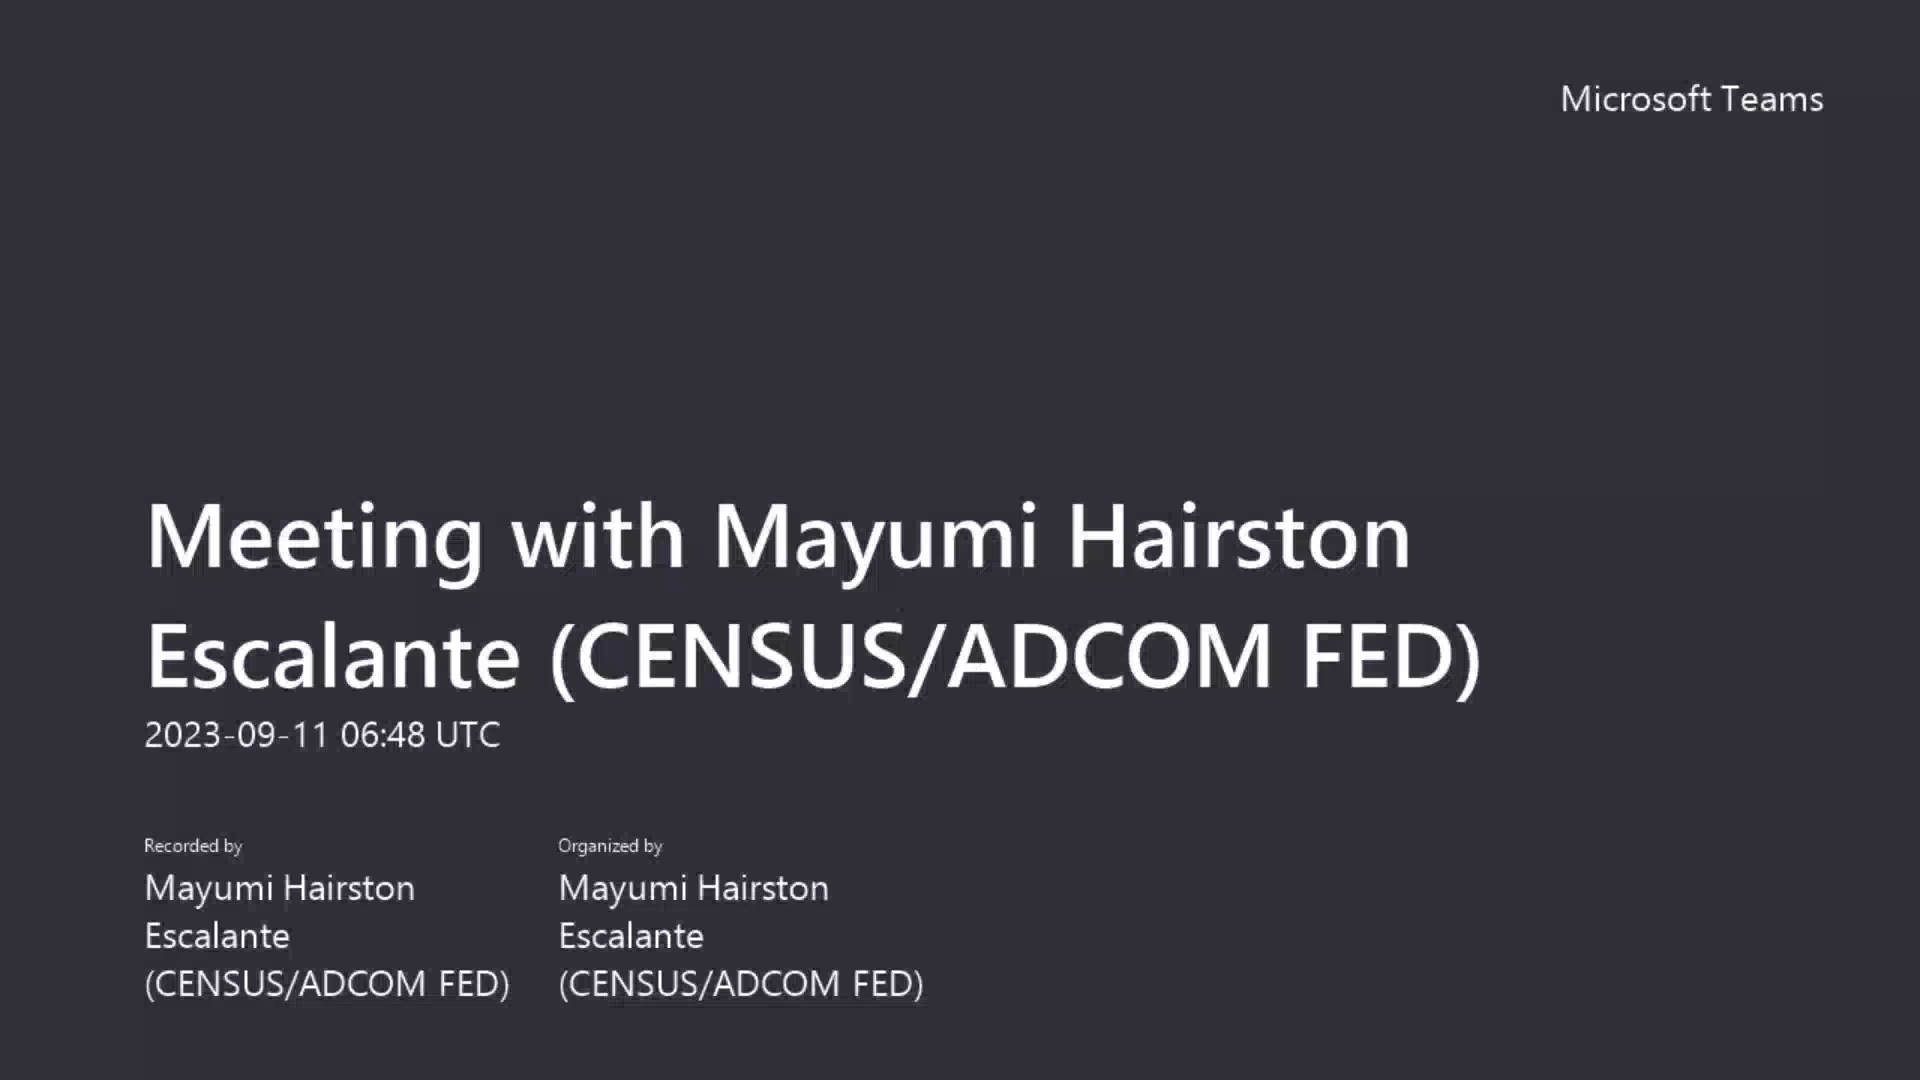 Microsoft Teams
Meeting with Mayumi Hairston
Escalante (CENSUS/ADCOM FED)
2023-09-11 06:48 UTC
Recorded by
Mayumi Hairston
Escalante
(CENSUS/ADCOM FED)
Organized by
Mayumi Hairston
Escalante
(CENSUS/ADCOM FED)